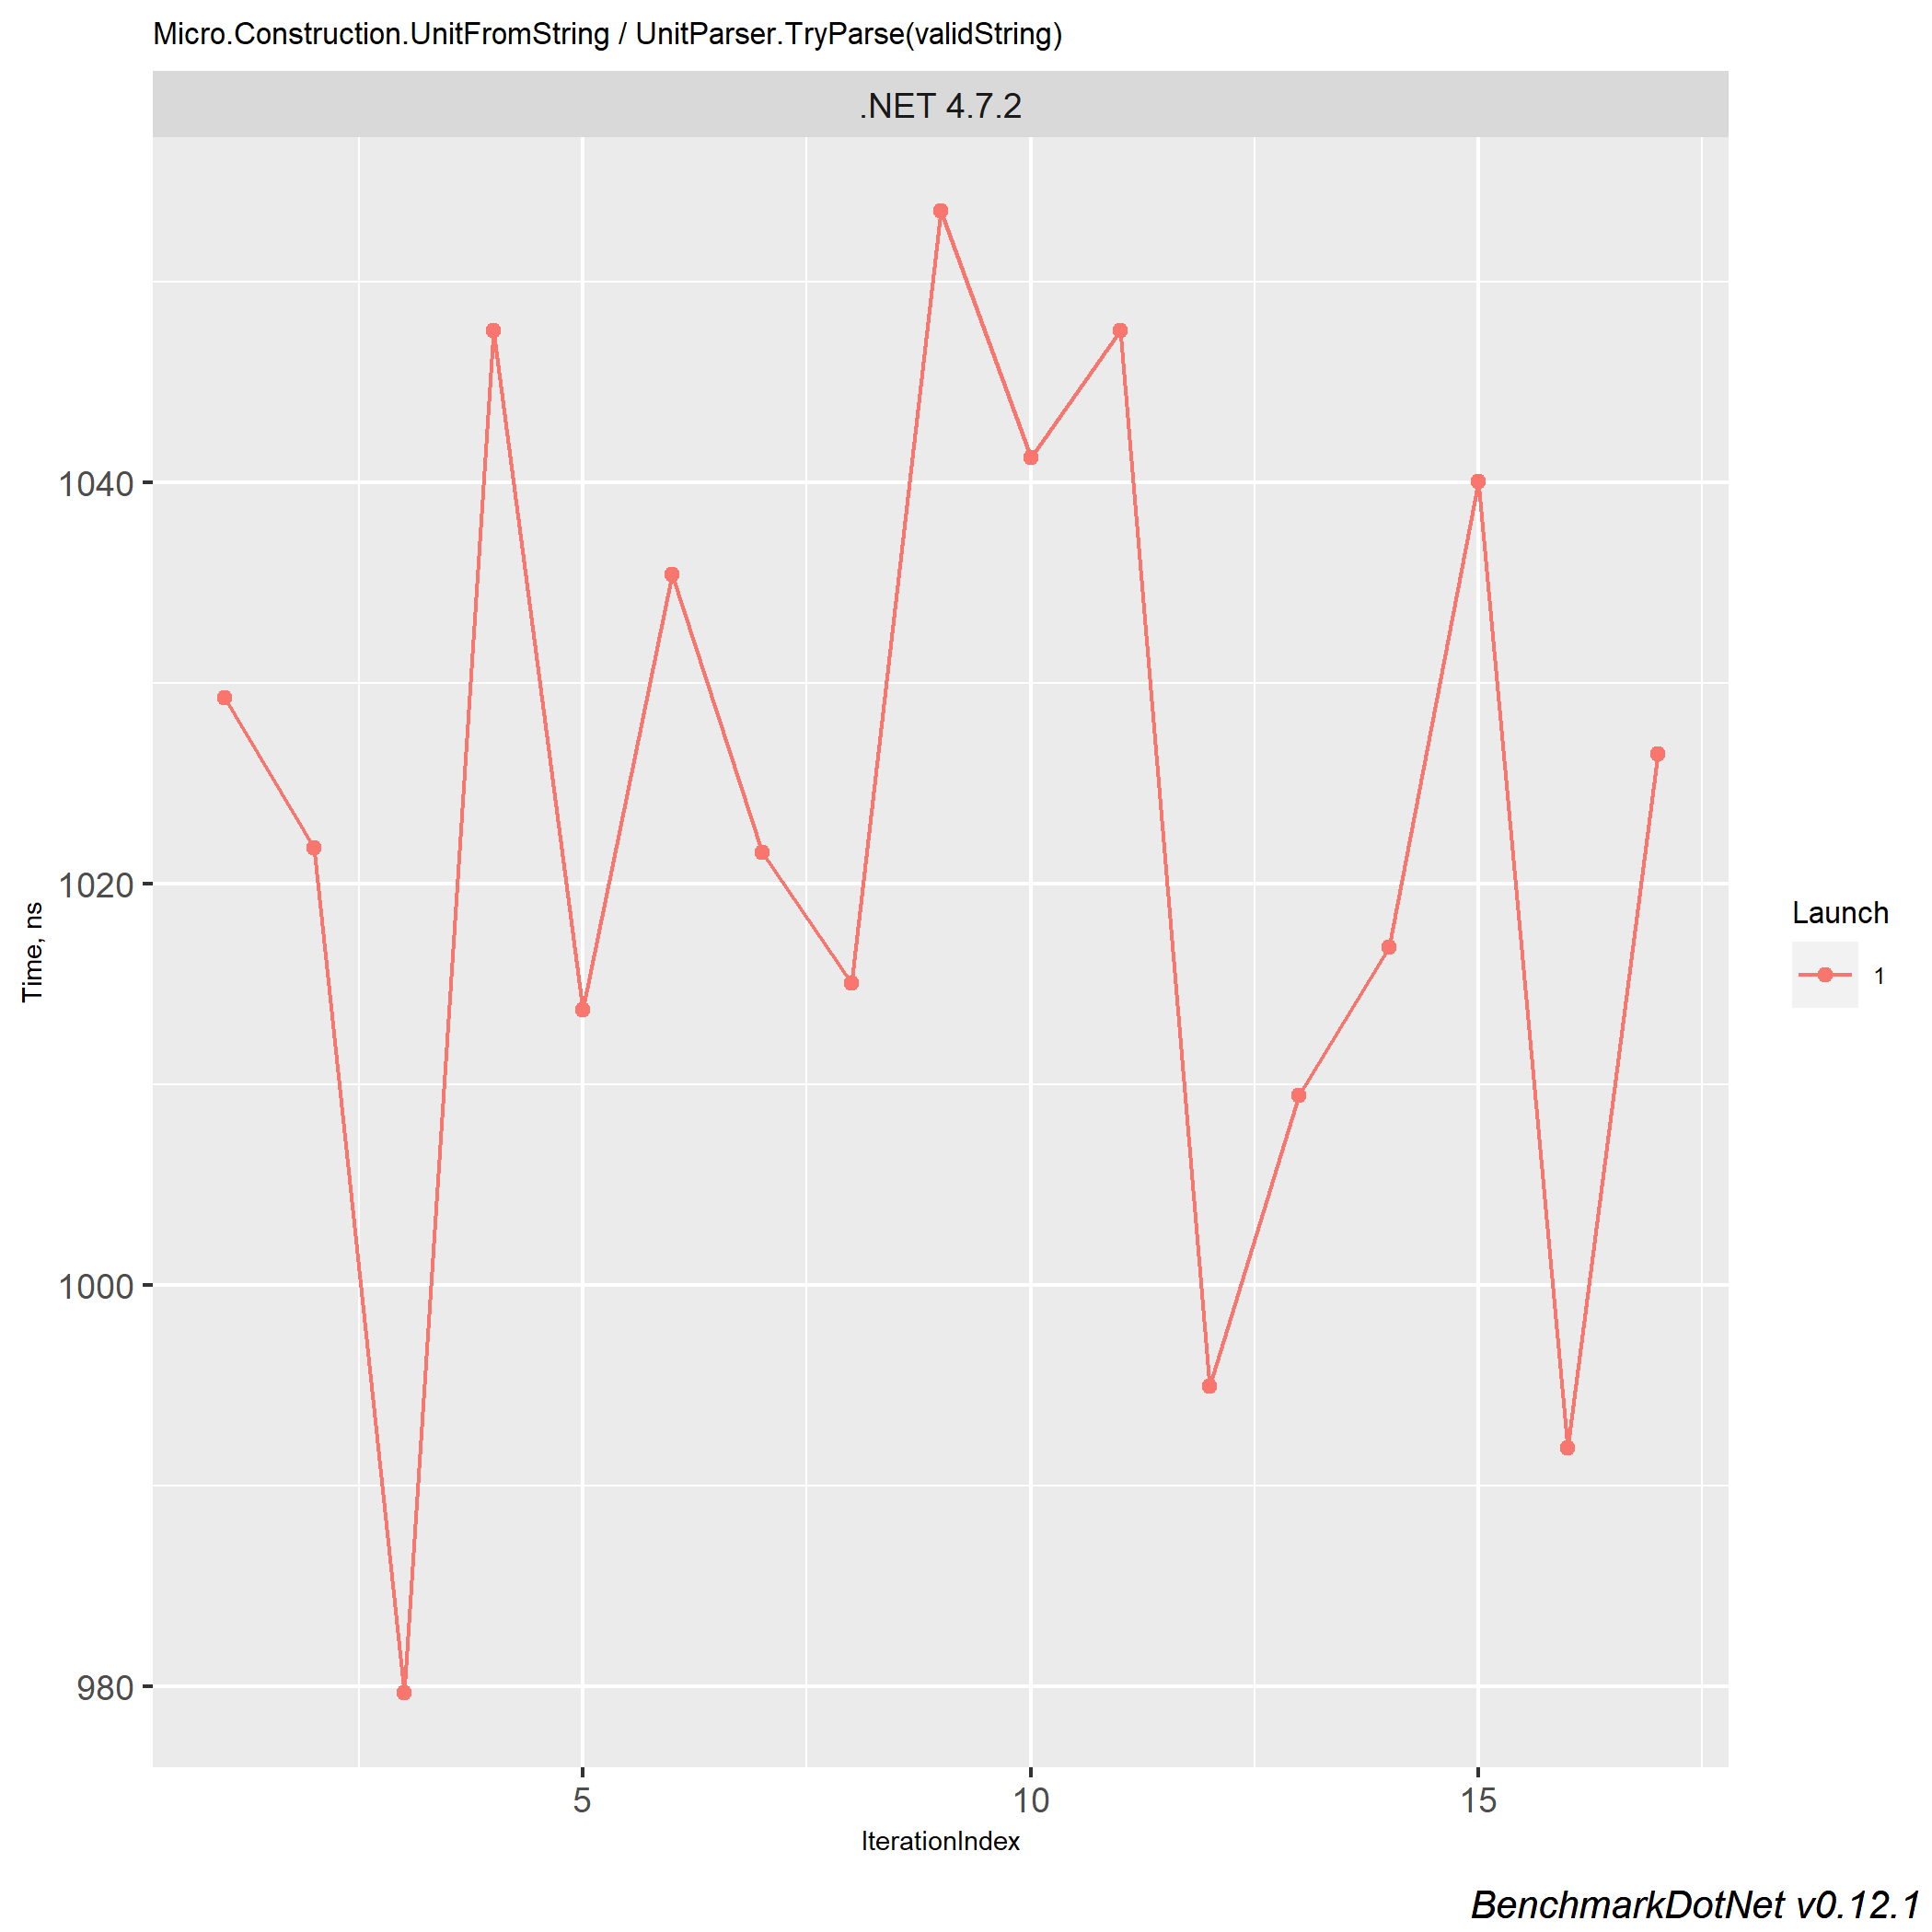 Micro.Construction.UnitFromString / UnitParser.TryParse(validString)
.NET 4.7.2
1040
1020
1000
980
Time, ns
5 10 15
IterationIndex
Launch
1
BenchmarkDotNet v0.12.1